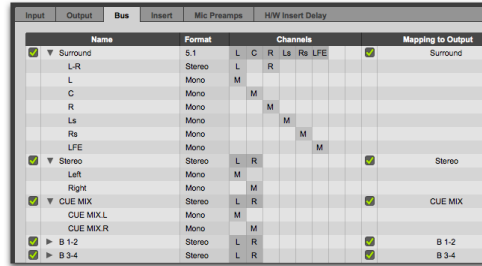 Input Output Bus Insert Mic Preamps H/W Insert Delay
Name Format Channels Mapping to Output
Surround 5.1 L C R Ls Rs LFE Surround
L-R Stereo L R
L Mono M
C Mono M
R Mono M
Ls Mono M
Rs Mono M
LFE Mono M
Stereo Stereo L R Stereo
Left Mono M
Right Mono M
CUE MIX Stereo L R CUE MIX
CUE MIX.L Mono M
CUE MIX.R Mono M
B 1-2 Stereo L R B 1-2
B 3-4 Stereo L R B 3-4